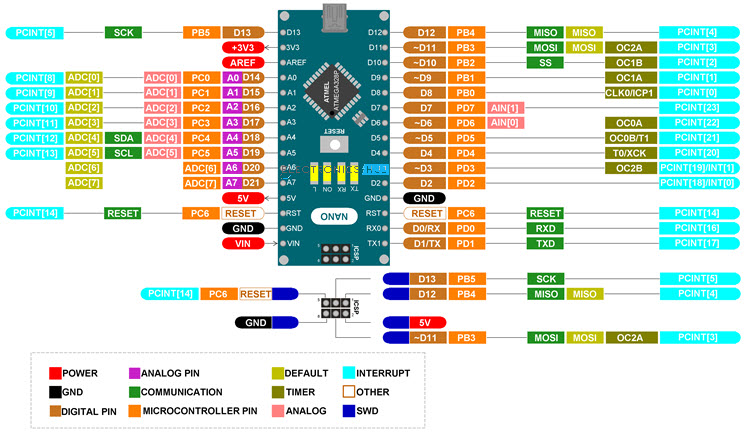 PCINT[5] SCK PB5 D13 D13 D12 D12 PB4 MISO MISO PCINT[4]
+3V3 3V3 D11 ~D11 PB3 MOSI MOSI OC2A PCINT[3]
AREF AREF D10 ~D10 PB2 SS OC1B PCINT[2]
PCINT[8] ADC[0] ADC[0] PC0 A0 D14 A0 D9 ~D9 PB1 OC1A PCINT[1]
PCINT[9] ADC[1] ADC[1] PC1 A1 D15 A1 D8 D8 PB0 CLK0/ICP1 PCINT[0]
PCINT[10] ADC[2] ADC[2] PC2 A2 D16 A2 D7 D7 PD7 AIN[1] PCINT[23]
PCINT[11] ADC[3] ADC[3] PC3 A3 D17 A3 D6 ~D6 PD6 AIN[0] OC0A PCINT[22]
PCINT[12] ADC[4] SDA ADC[4] PC4 A4 D18 A4 D5 ~D5 PD5 OC0B/T1 PCINT[21]
PCINT[13] ADC[5] SCL ADC[5] PC5 A5 D19 A5 D4 D4 PD4 T0/XCK PCINT[20]
ADC[6] ADC[6] A6 D20 A6 ~D3 PD3 OC2B PCINT[19]/INT[1]
ADC[7] ADC[7] A7 D21 A7 D2 D2 PD2 PCINT[18]/INT[0]
5V 5V GND GND
PCINT[14] RESET PC6 RESET RST RST RESET PC6 RESET PCINT[14]
GND GND RX0 D0/RX PD0 RXD PCINT[16]
VIN VIN TX1 D1/TX PD1 TXD PCINT[17]
ATMEL
ATMEGA328P
RESET
L ON RX TX
NANO
ICSP
D13 PB5 SCK PCINT[5]
PCINT[14] PC6 RESET ICSP D12 PB4 MISO MISO PCINT[4]
GND 5V
~D11 PB3 MOSI MOSI OC2A PCINT[3]
POWER ANALOG PIN DEFAULT INTERRUPT
GND COMMUNICATION TIMER OTHER
DIGITAL PIN MICROCONTROLLER PIN ANALOG SWD